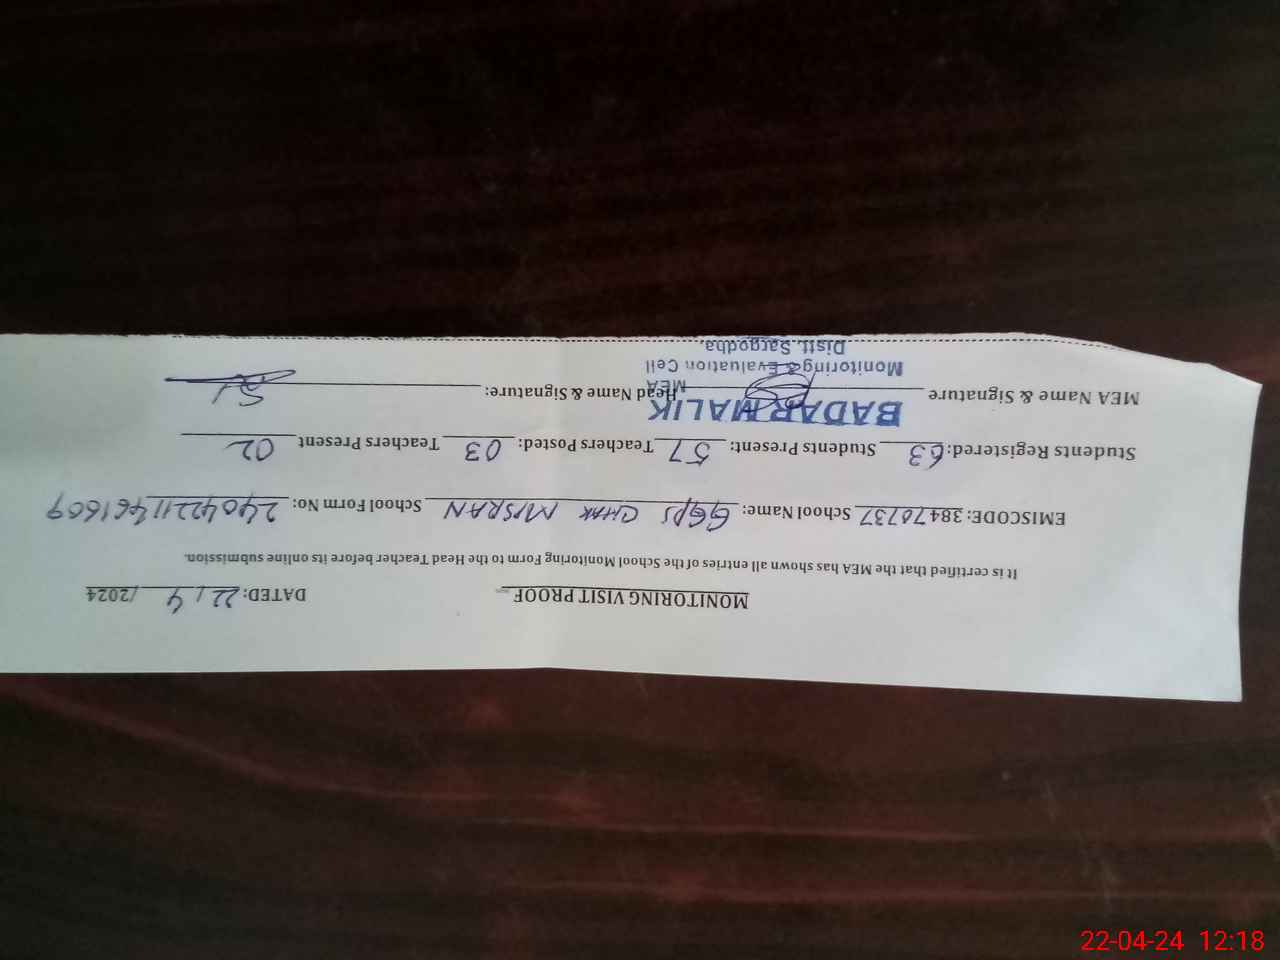 MONITORING VISIT PROOF DATED: 22/4/2024
It is certified that the MEA has shown all entries of the School Monitoring Form to the Head Teacher before its online submission.
EMISCODE: 38470737 School Name: GGPS CHAK MISRAN School Form No:
Students Registered: 63 Students Present: 57 Teachers Posted: 03 Teachers Present 02
BADAR MALIK
MEA Name & Signature Head Name & Signature:
MEA
Monitoring & Evaluation Cell
Distt. Sargodha.
22-04-24 12:18